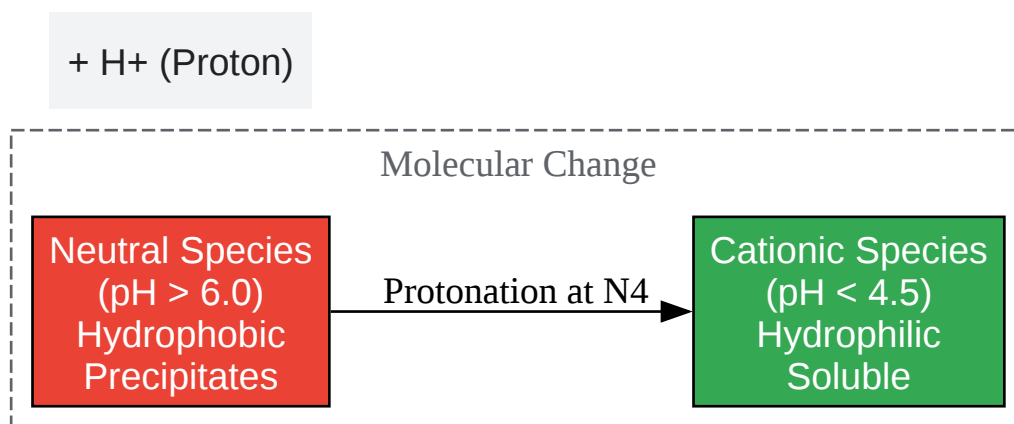 + H+ (Proton)
Molecular Change
Neutral Species
(pH > 6.0)
Hydrophobic
Precipitates
Protonation at N4
Cationic Species
(pH < 4.5)
Hydrophilic
Soluble